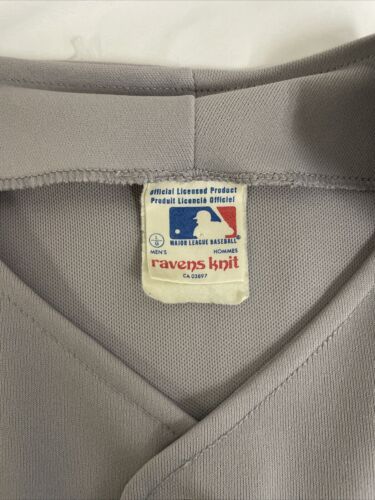 Official Licensed Product
Produit Licencié Officiel
MAJOR LEAGUE BASEBALL
MEN'S HOMMES
ravens knit
CA 03897